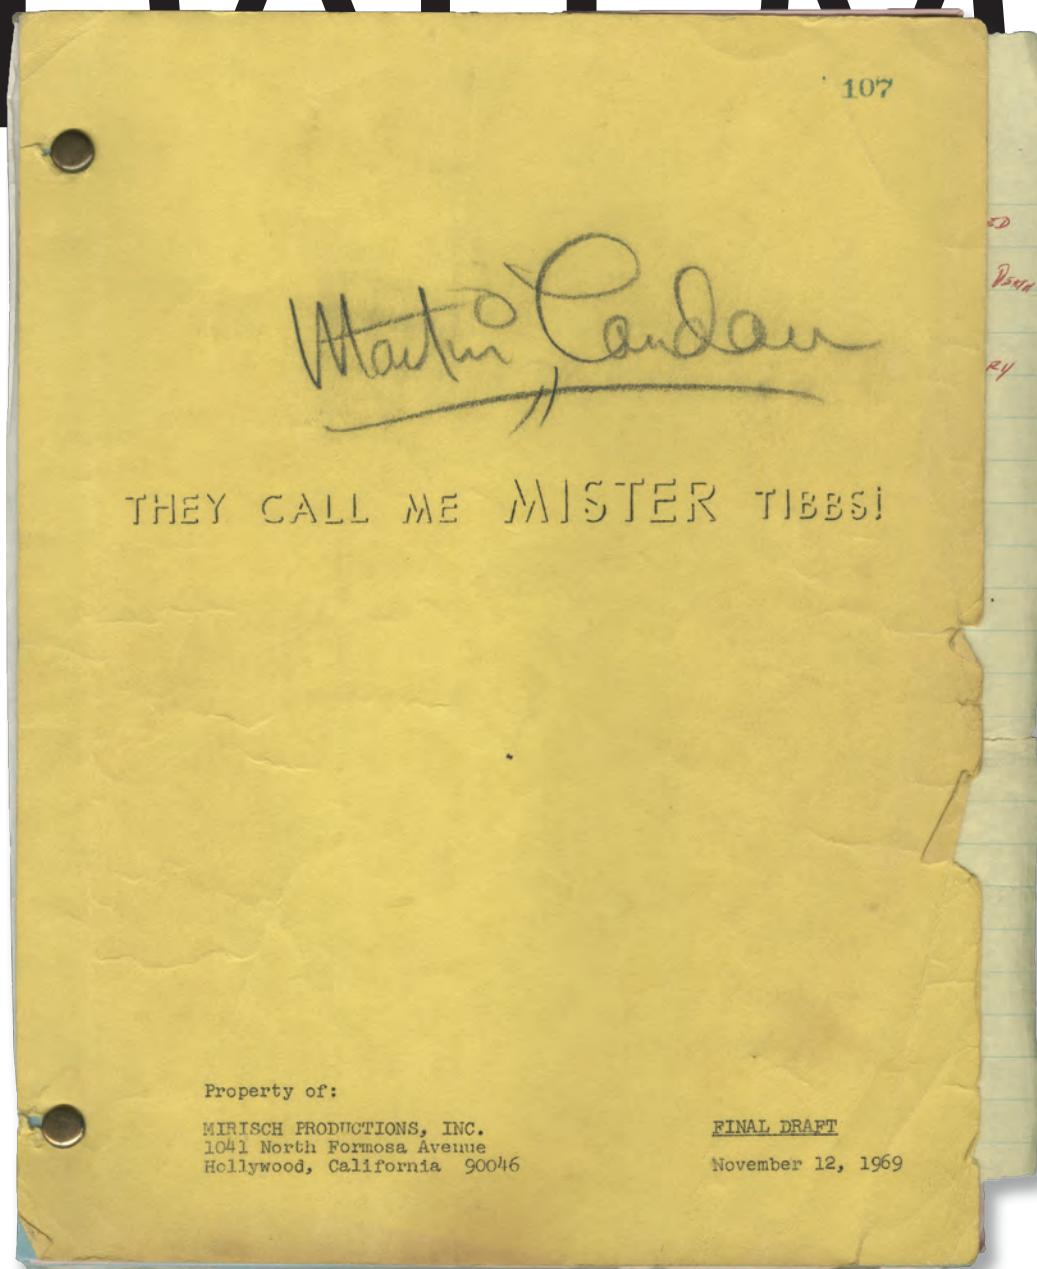 107
Martin Landau
THEY CALL ME MISTER TIBBS!
Property of:
MIRISCH PRODUCTIONS, INC.
1041 North Formosa Avenue
Hollywood, California 90046
FINAL DRAFT
November 12, 1969